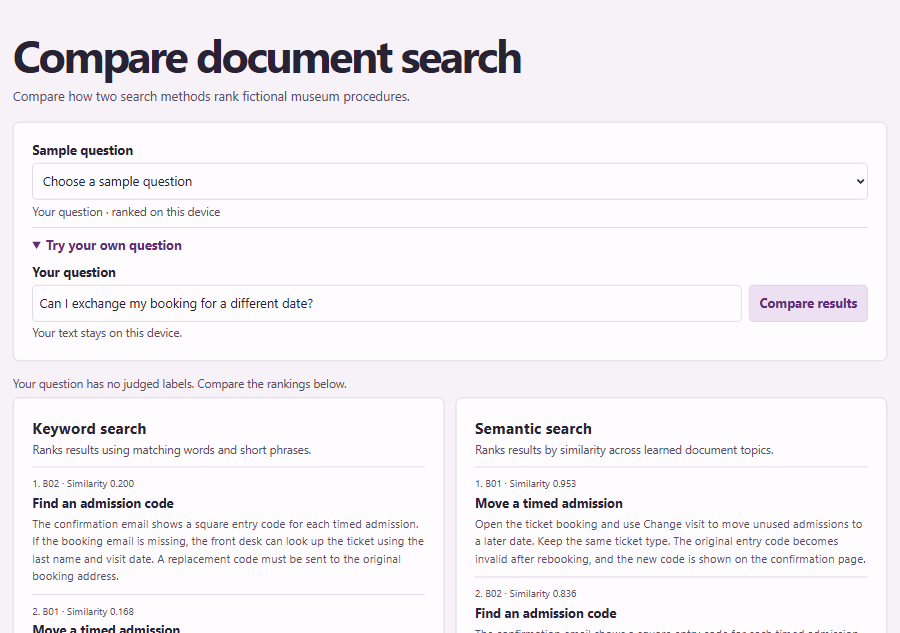 Compare document search
Compare how two search methods rank fictional museum procedures.
Sample question
Choose a sample question
Your question · ranked on this device
▼ Try your own question
Your question
Can I exchange my booking for a different date?
Compare results
Your text stays on this device.
Your question has no judged labels. Compare the rankings below.
Keyword search
Ranks results using matching words and short phrases.
1. B02 · Similarity 0.200
Find an admission code
The confirmation email shows a square entry code for each timed admission.
If the booking email is missing, the front desk can look up the ticket using the
last name and visit date. A replacement code must be sent to the original
booking address.
2. B01 · Similarity 0.168
Move a timed admission
Semantic search
Ranks results by similarity across learned document topics.
1. B01 · Similarity 0.953
Move a timed admission
Open the ticket booking and use Change visit to move unused admissions to
a later date. Keep the same ticket type. The original entry code becomes
invalid after rebooking, and the new code is shown on the confirmation page.
2. B02 · Similarity 0.836
Find an admission code